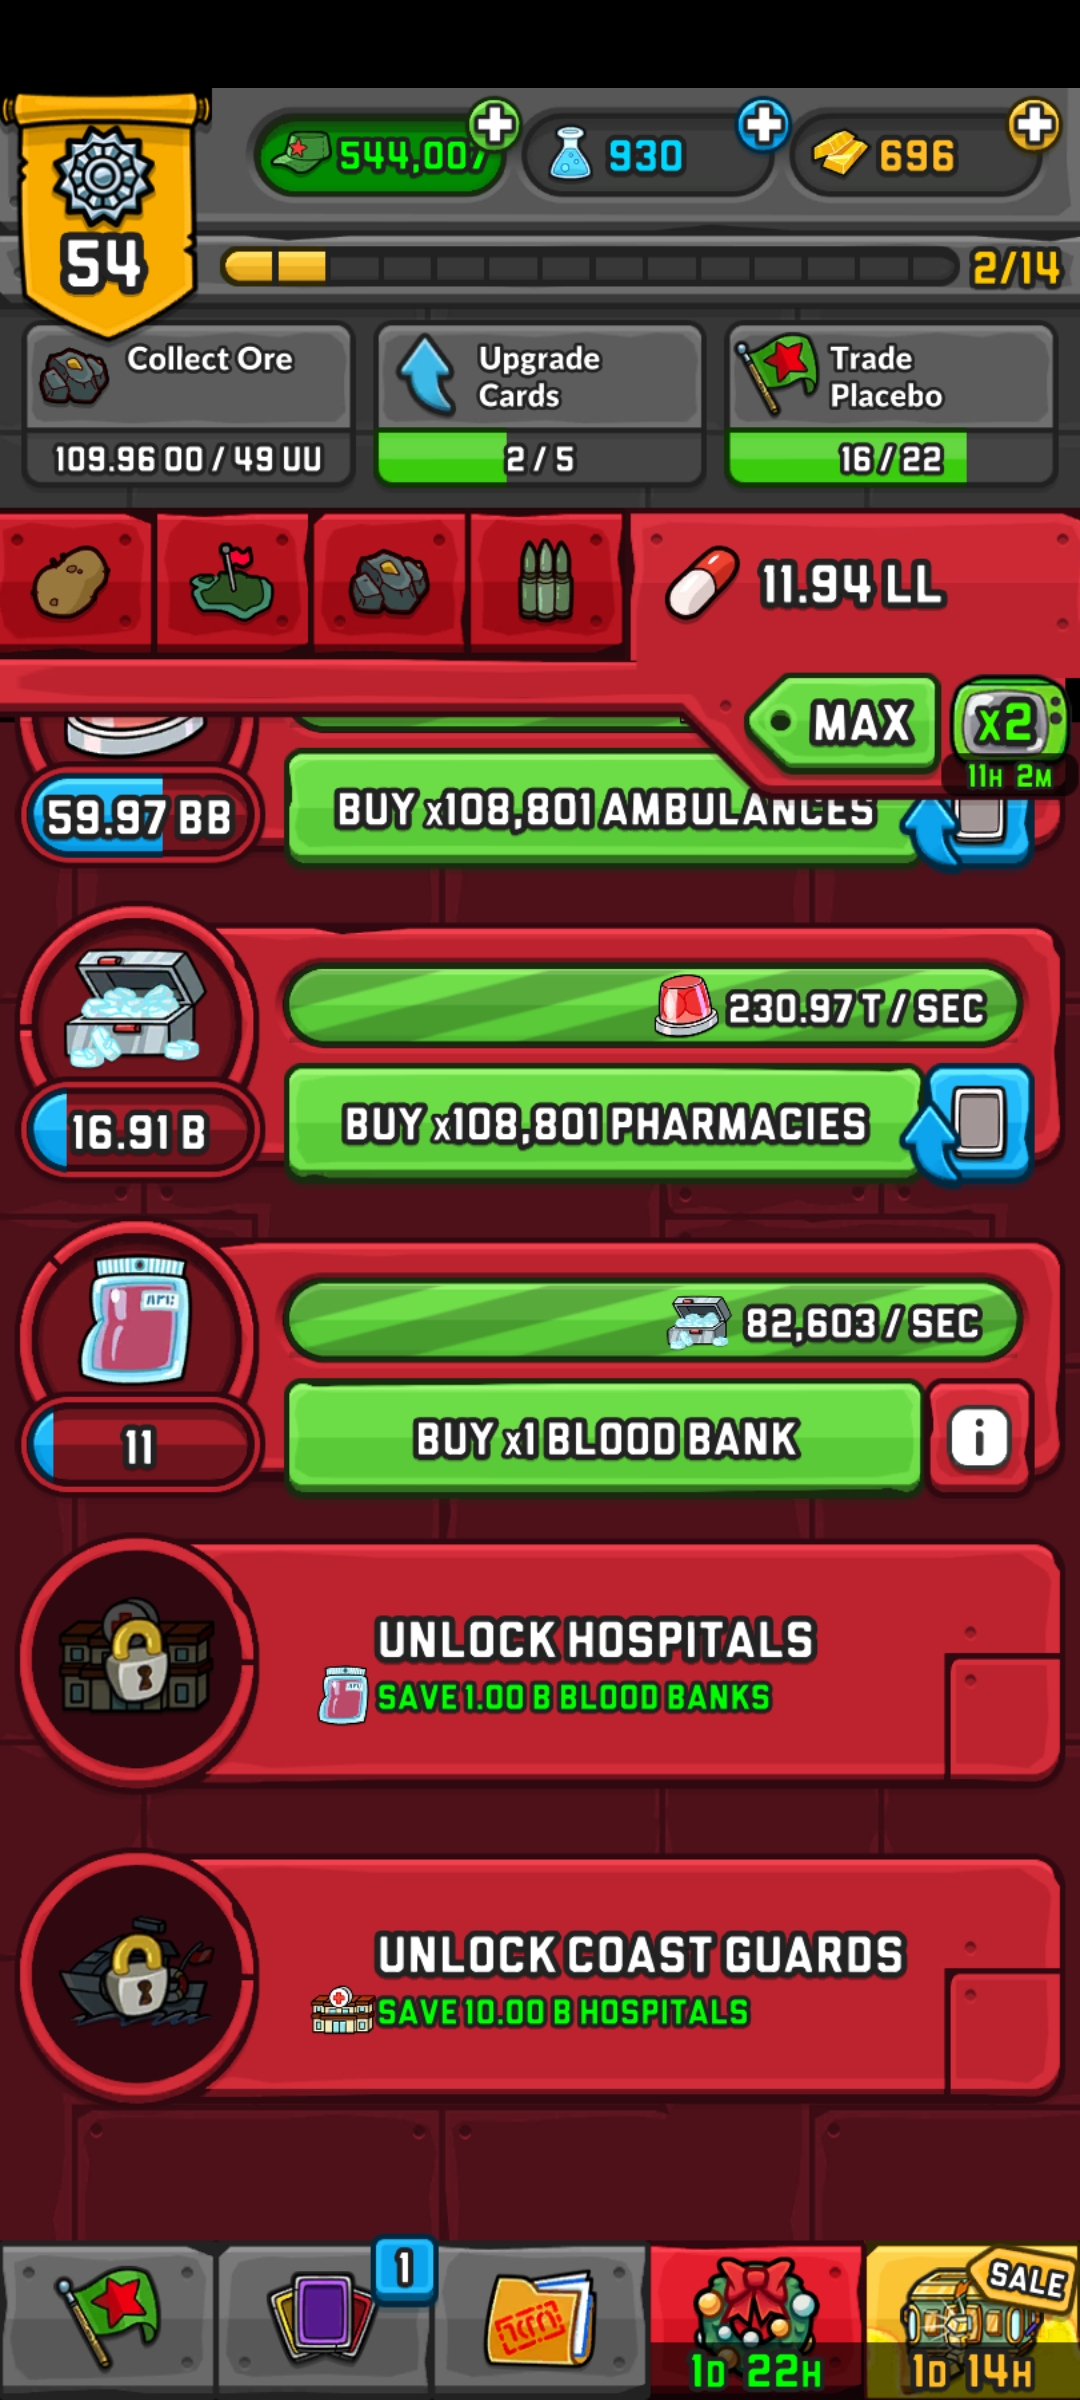 544,007
930
696
54
2/14
Collect Ore
Upgrade
Cards
Trade
Placebo
109.96 OO / 49 UU
2 / 5
16 / 22
11.94 LL
MAX
x2
11H 2M
59.97 BB
BUY x108,801 AMBULANCES
230.97 T / SEC
16.91 B
BUY x108,801 PHARMACIES
82,603 / SEC
11
BUY x1 BLOOD BANK
i
UNLOCK HOSPITALS
SAVE 1.00 B BLOOD BANKS
UNLOCK COAST GUARDS
SAVE 10.00 B HOSPITALS
1
SALE
1D 22H
1D 14H